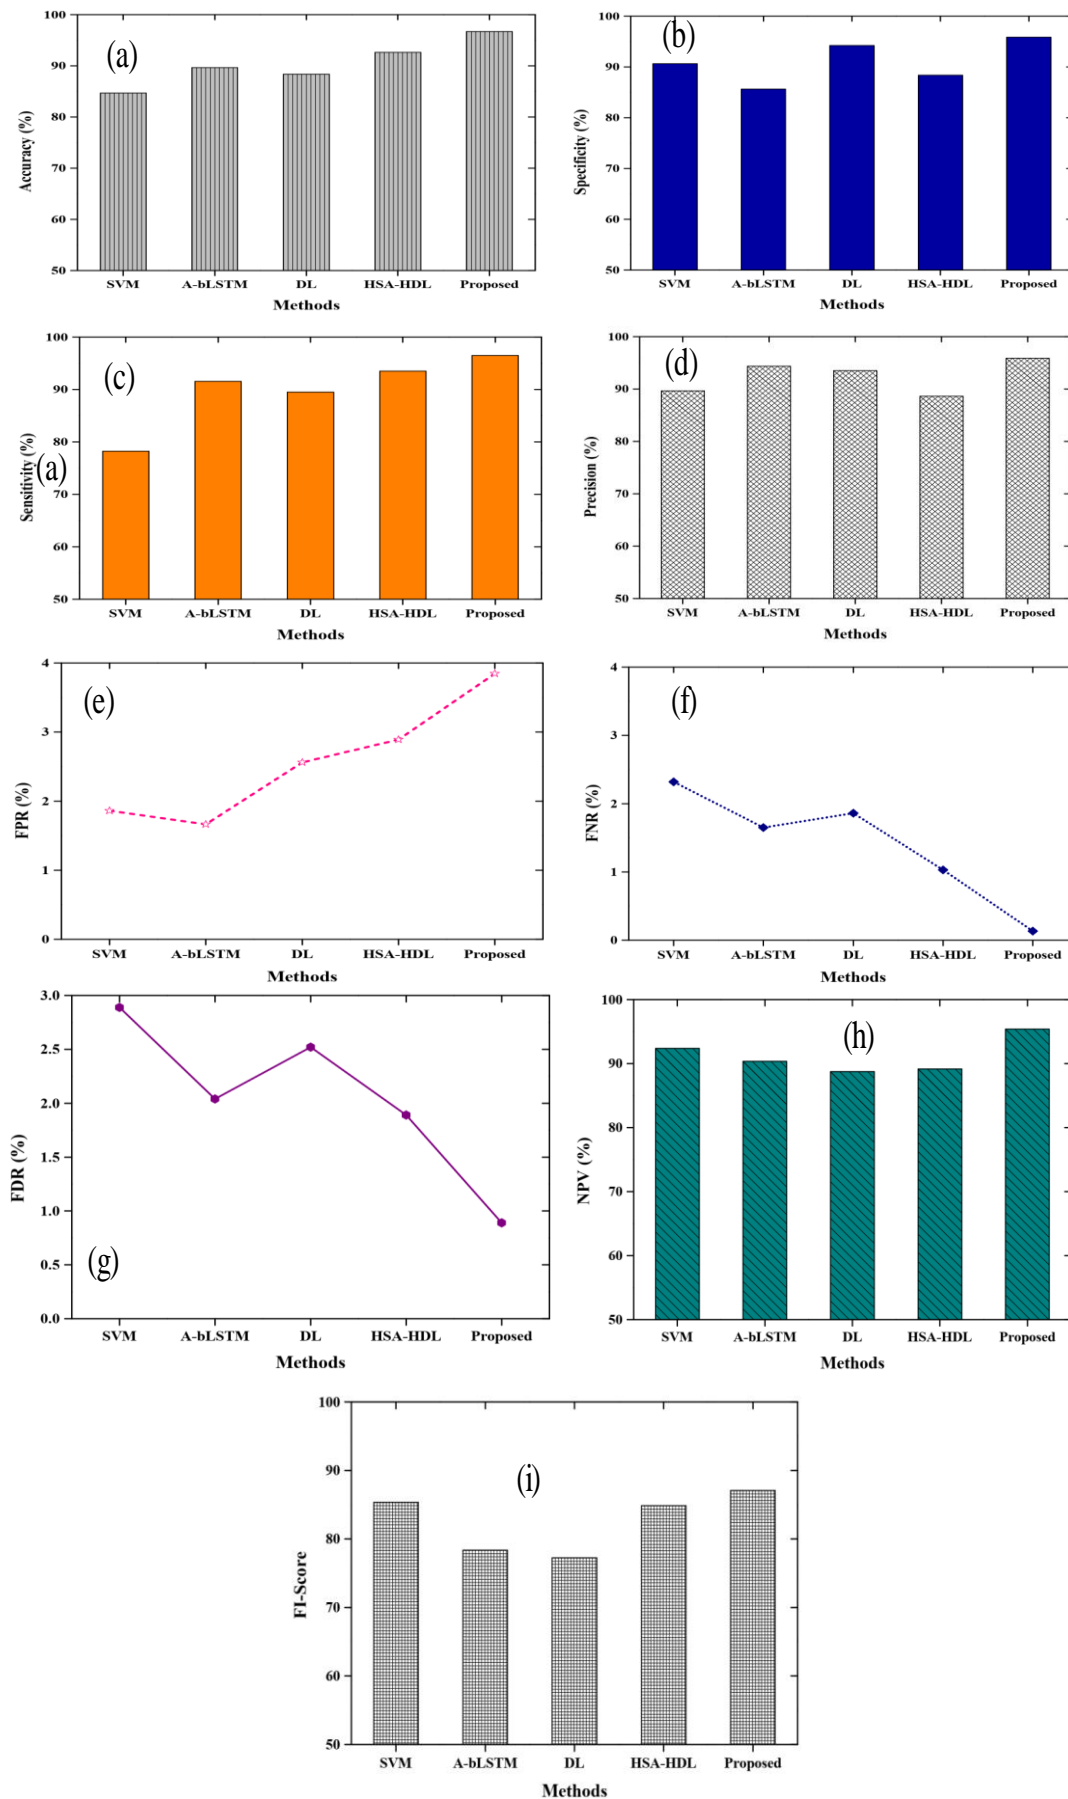 100
90
80
70
60
50
Accuracy (%)
(a)
SVM A-bLSTM DL HSA-HDL Proposed
Methods
100
90
80
70
60
50
Specificity (%)
(b)
SVM A-bLSTM DL HSA-HDL Proposed
Methods
100
90
80
70
60
50
Sensitivity (%)
(c)
(a)
SVM A-bLSTM DL HSA-HDL Proposed
Methods
100
90
80
70
60
50
Precision (%)
(d)
SVM A-bLSTM DL HSA-HDL Proposed
Methods
4
3
2
1
0
FPR (%)
(e)
SVM A-bLSTM DL HSA-HDL Proposed
Methods
4
3
2
1
0
FNR (%)
(f)
SVM A-bLSTM DL HSA-HDL Proposed
Methods
3.0
2.5
2.0
1.5
1.0
0.5
0.0
FDR (%)
(g)
SVM A-bLSTM DL HSA-HDL Proposed
Methods
100
90
80
70
60
50
NPV (%)
(h)
SVM A-bLSTM DL HSA-HDL Proposed
Methods
100
90
80
70
60
50
FI-Score
(i)
SVM A-bLSTM DL HSA-HDL Proposed
Methods